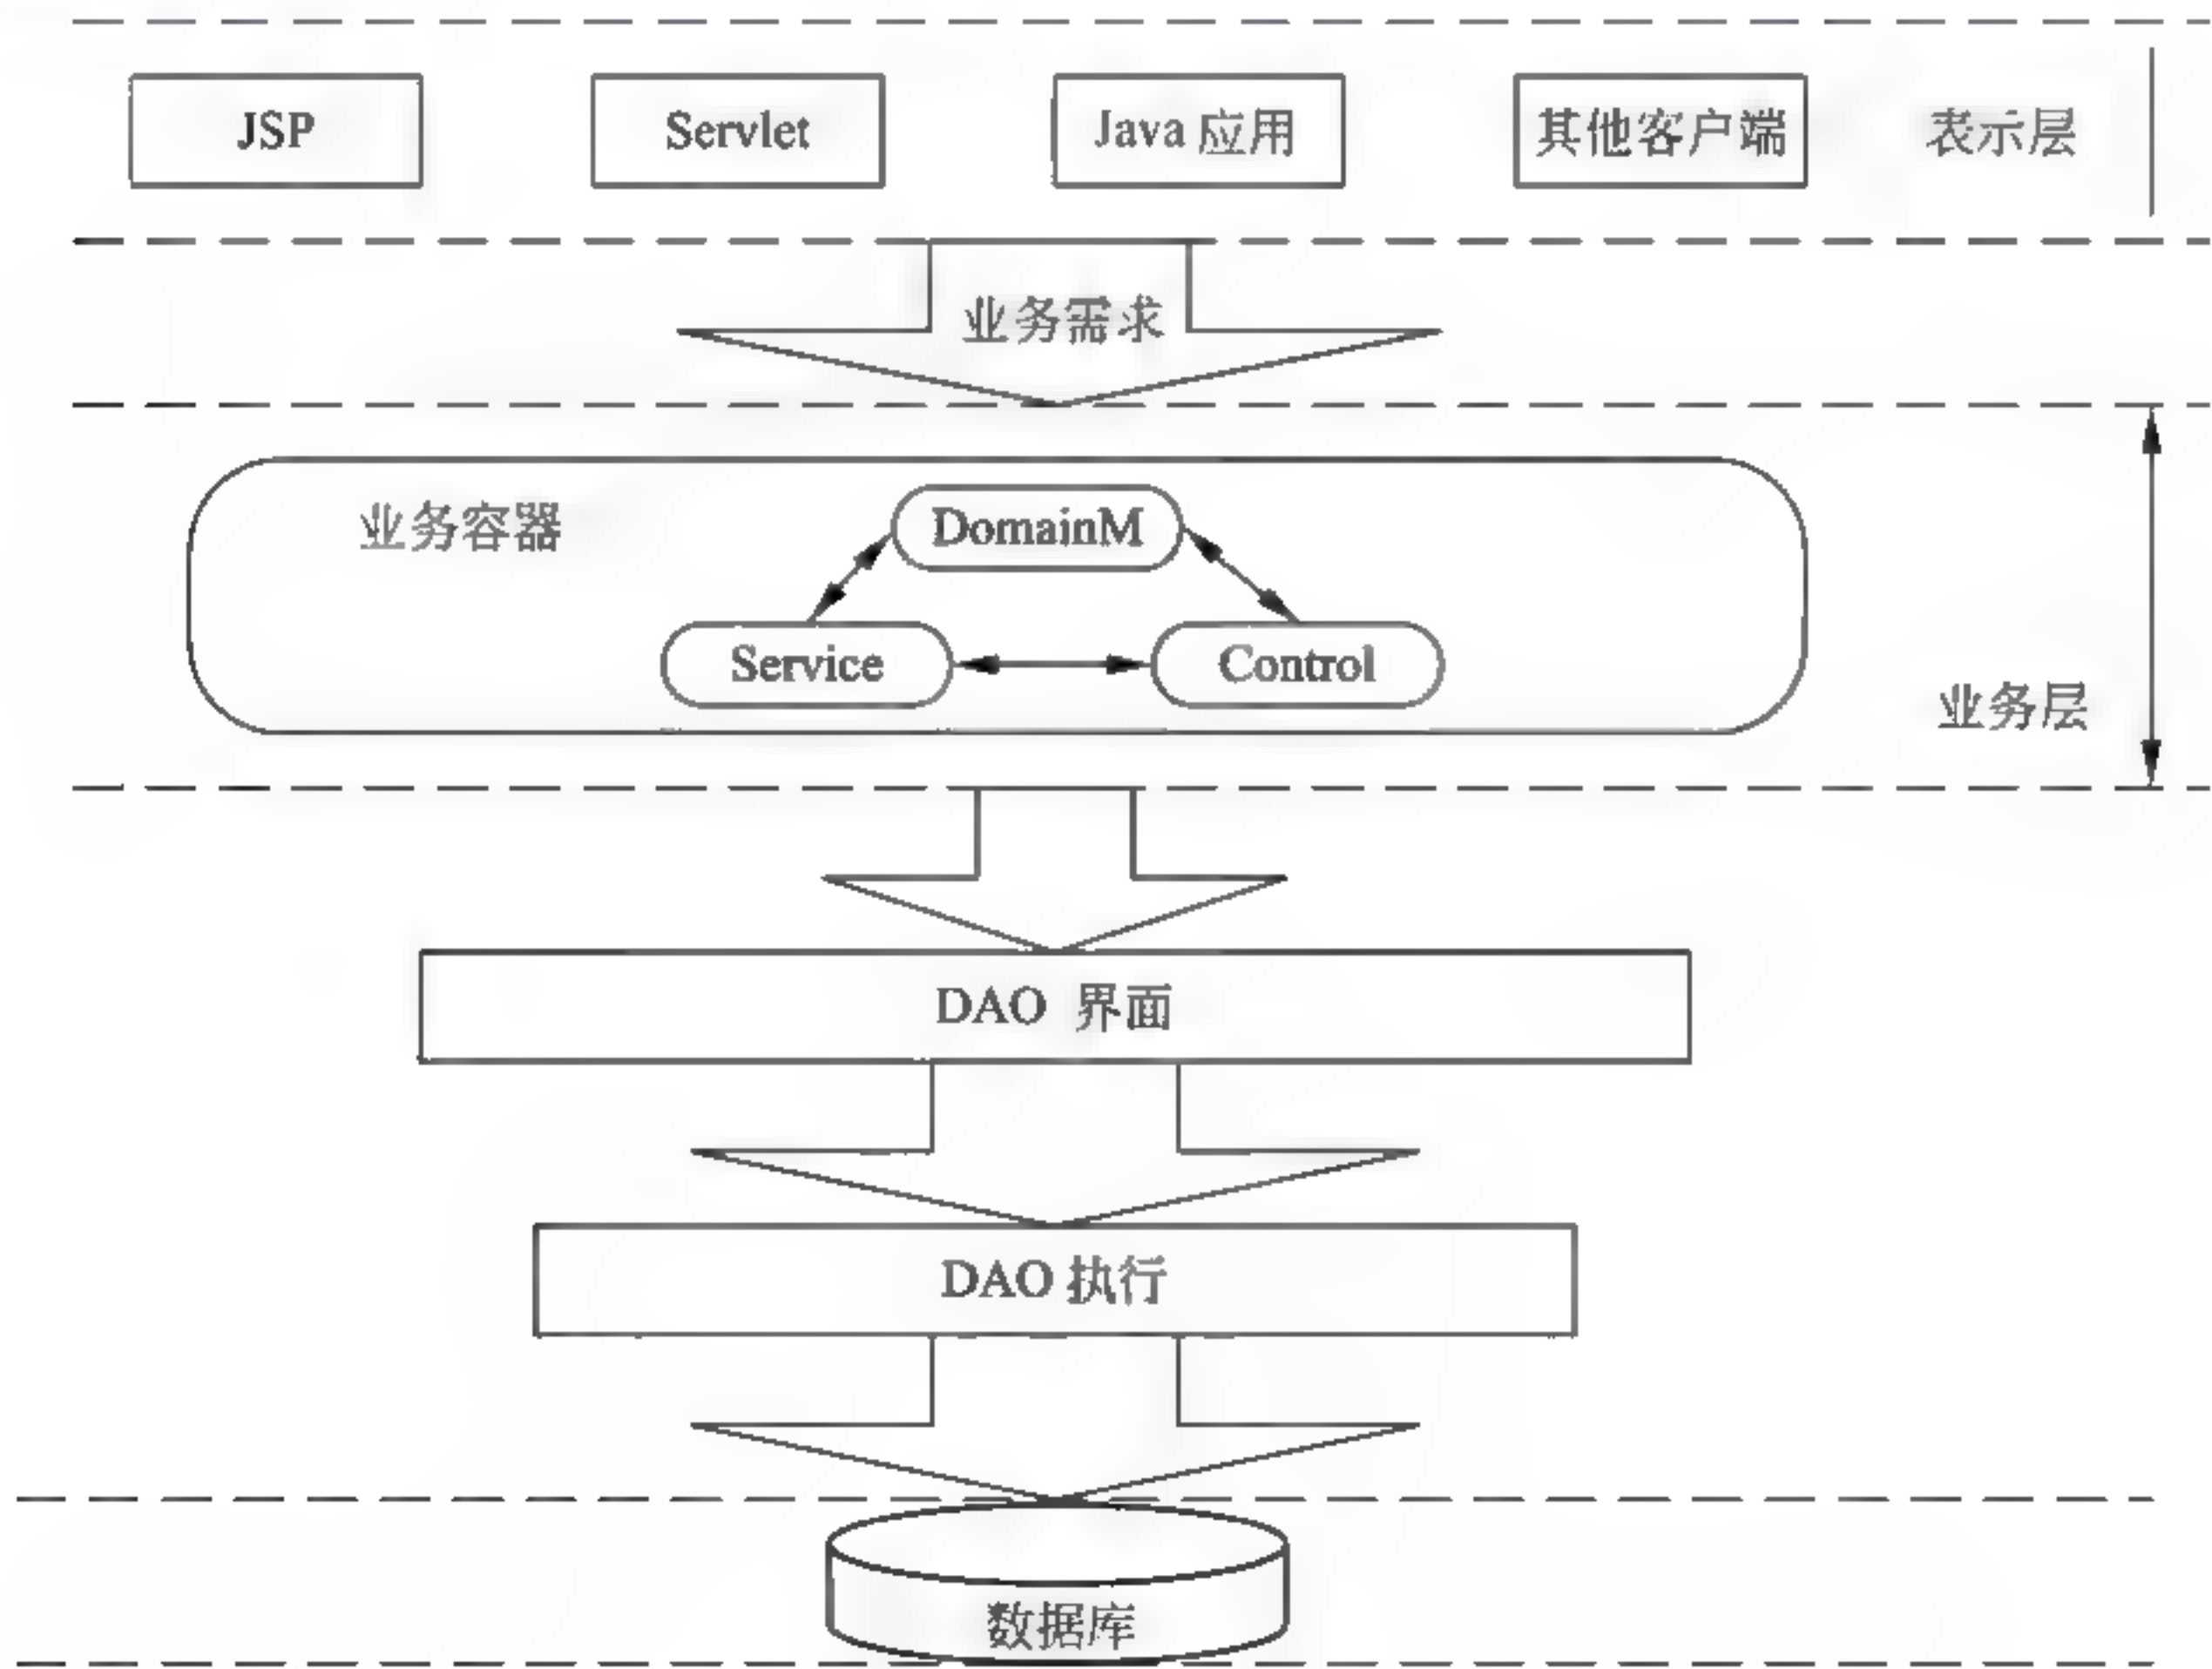 JSP
Servlet
Java 应用
其他客户端
表示层
业务需求
业务容器
DomainM
Service
Control
业务层
DAO 界面
DAO 执行
数据库